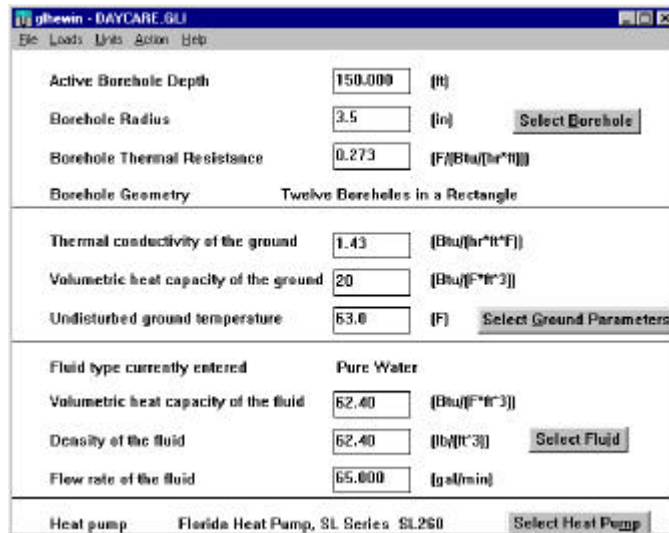 glhewin - DAYCARE.GLI
File Loads Units Action Help
Active Borehole Depth 150.000 (ft)
Borehole Radius 3.5 (in) Select Borehole
Borehole Thermal Resistance 0.273 (F/(Btu/(hr*ft)))
Borehole Geometry Twelve Boreholes in a Rectangle
Thermal conductivity of the ground 1.43 (Btu/(hr*ft*F))
Volumetric heat capacity of the ground 20 (Btu/(F*ft^3))
Undisturbed ground temperature 63.0 (F) Select Ground Parameters
Fluid type currently entered Pure Water
Volumetric heat capacity of the fluid 62.40 (Btu/(F*ft^3))
Density of the fluid 62.40 (lb/(ft^3)) Select Fluid
Flow rate of the fluid 65.000 (gal/min)
Heat pump Florida Heat Pump, SL Series SL260 Select Heat Pump